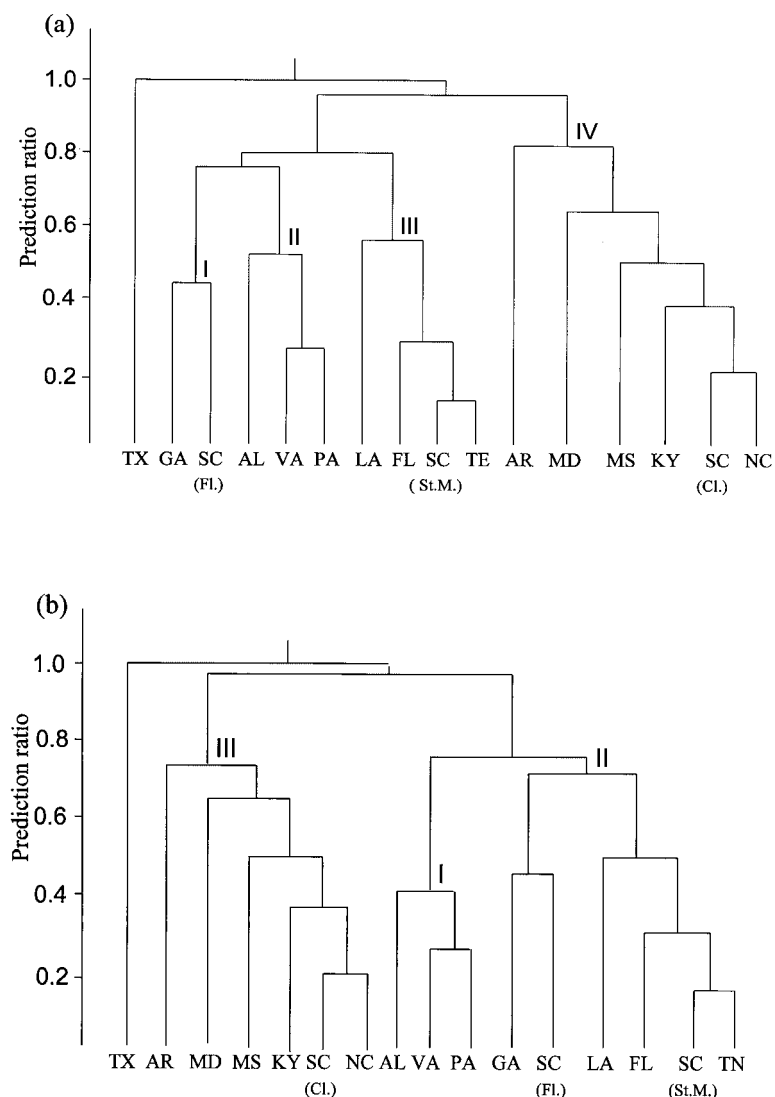 (a)
Prediction ratio
1.0
0.8
0.6
0.4
0.2
I
II
III
IV
TX GA SC AL VA PA LA FL SC TE AR MD MS KY SC NC
(Fl.) ( St.M.) (Cl.)
(b)
Prediction ratio
1.0
0.8
0.6
0.4
0.2
III
I
II
TX AR MD MS KY SC NC AL VA PA GA SC LA FL SC TN
(Cl.) (Fl.) (St.M.)